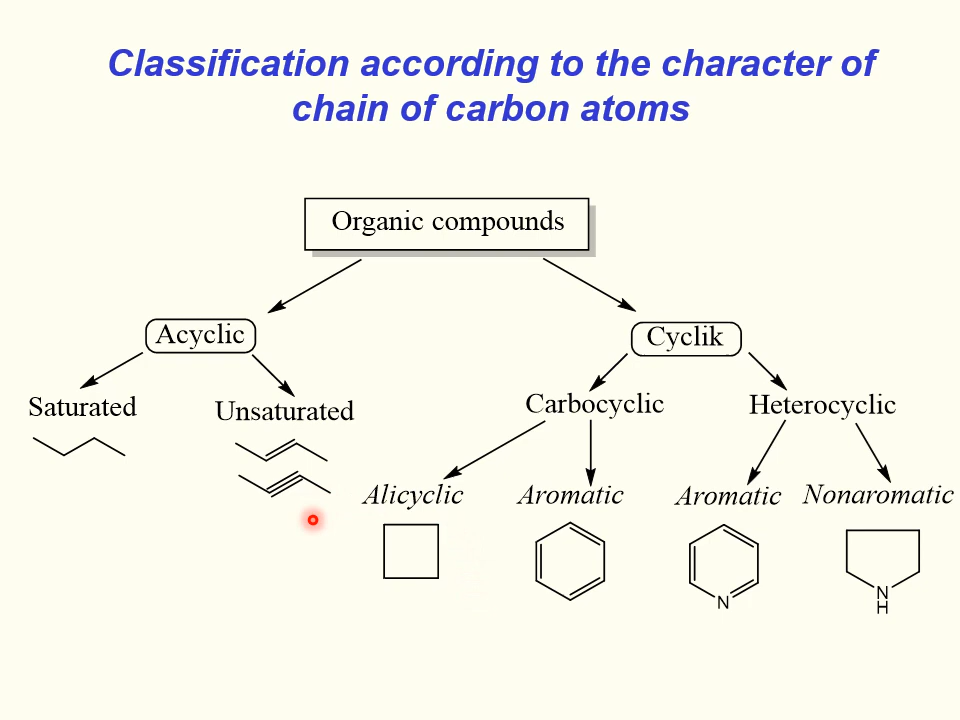 Classification according to the character of
chain of carbon atoms
Organic compounds
Acyclic
Cyclik
Saturated
Unsaturated
Carbocyclic
Heterocyclic
Alicyclic
Aromatic
Aromatic
Nonaromatic
N
N
H